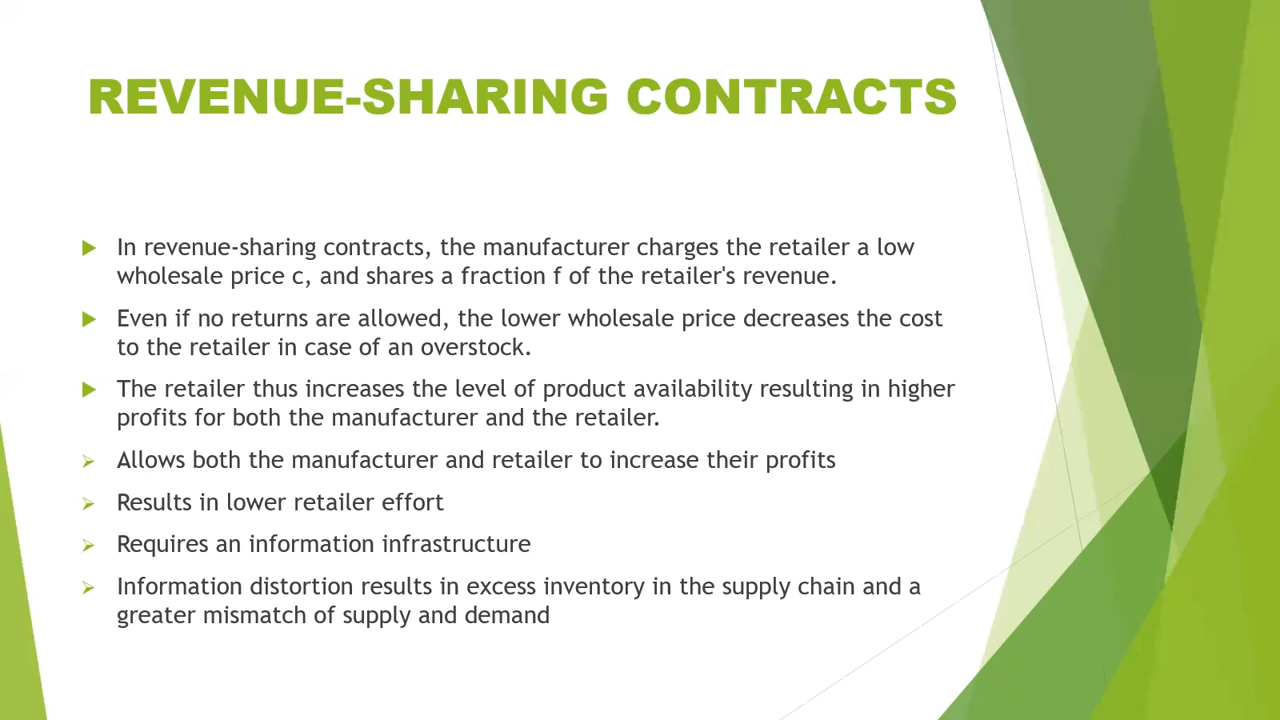 REVENUE-SHARING CONTRACTS
In revenue-sharing contracts, the manufacturer charges the retailer a low
wholesale price c, and shares a fraction f of the retailer's revenue.
Even if no returns are allowed, the lower wholesale price decreases the cost
to the retailer in case of an overstock.
The retailer thus increases the level of product availability resulting in higher
profits for both the manufacturer and the retailer.
Allows both the manufacturer and retailer to increase their profits
Results in lower retailer effort
Requires an information infrastructure
Information distortion results in excess inventory in the supply chain and a
greater mismatch of supply and demand